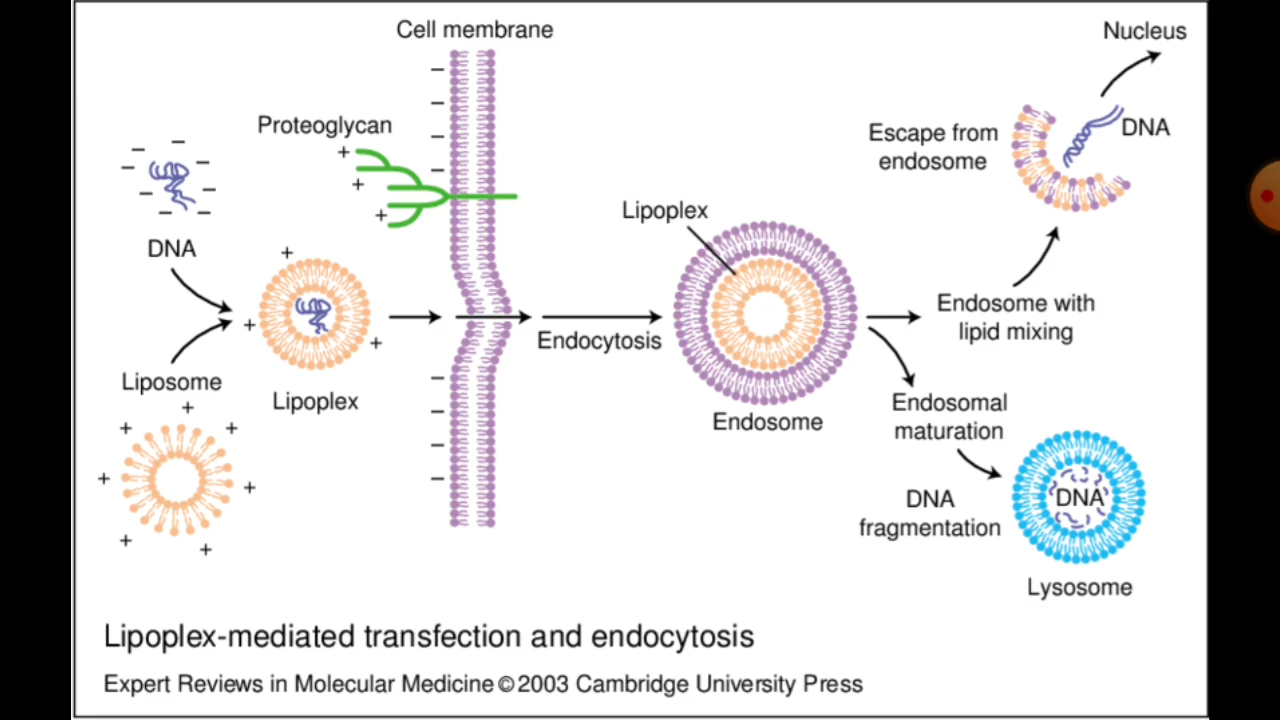 Cell membrane
Nucleus
Proteoglycan
+
+
+
DNA
Escape from
endosome
DNA
Lipoplex
Liposome
Lipoplex
Endocytosis
Endosome
Endosome with
lipid mixing
Endosomal
maturation
DNA
fragmentation
DNA
Lysosome
Lipoplex-mediated transfection and endocytosis
Expert Reviews in Molecular Medicine © 2003 Cambridge University Press